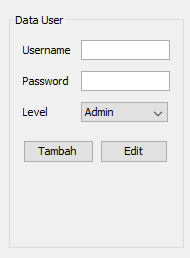 Data User
Username
Password
Level Admin
Tambah Edit